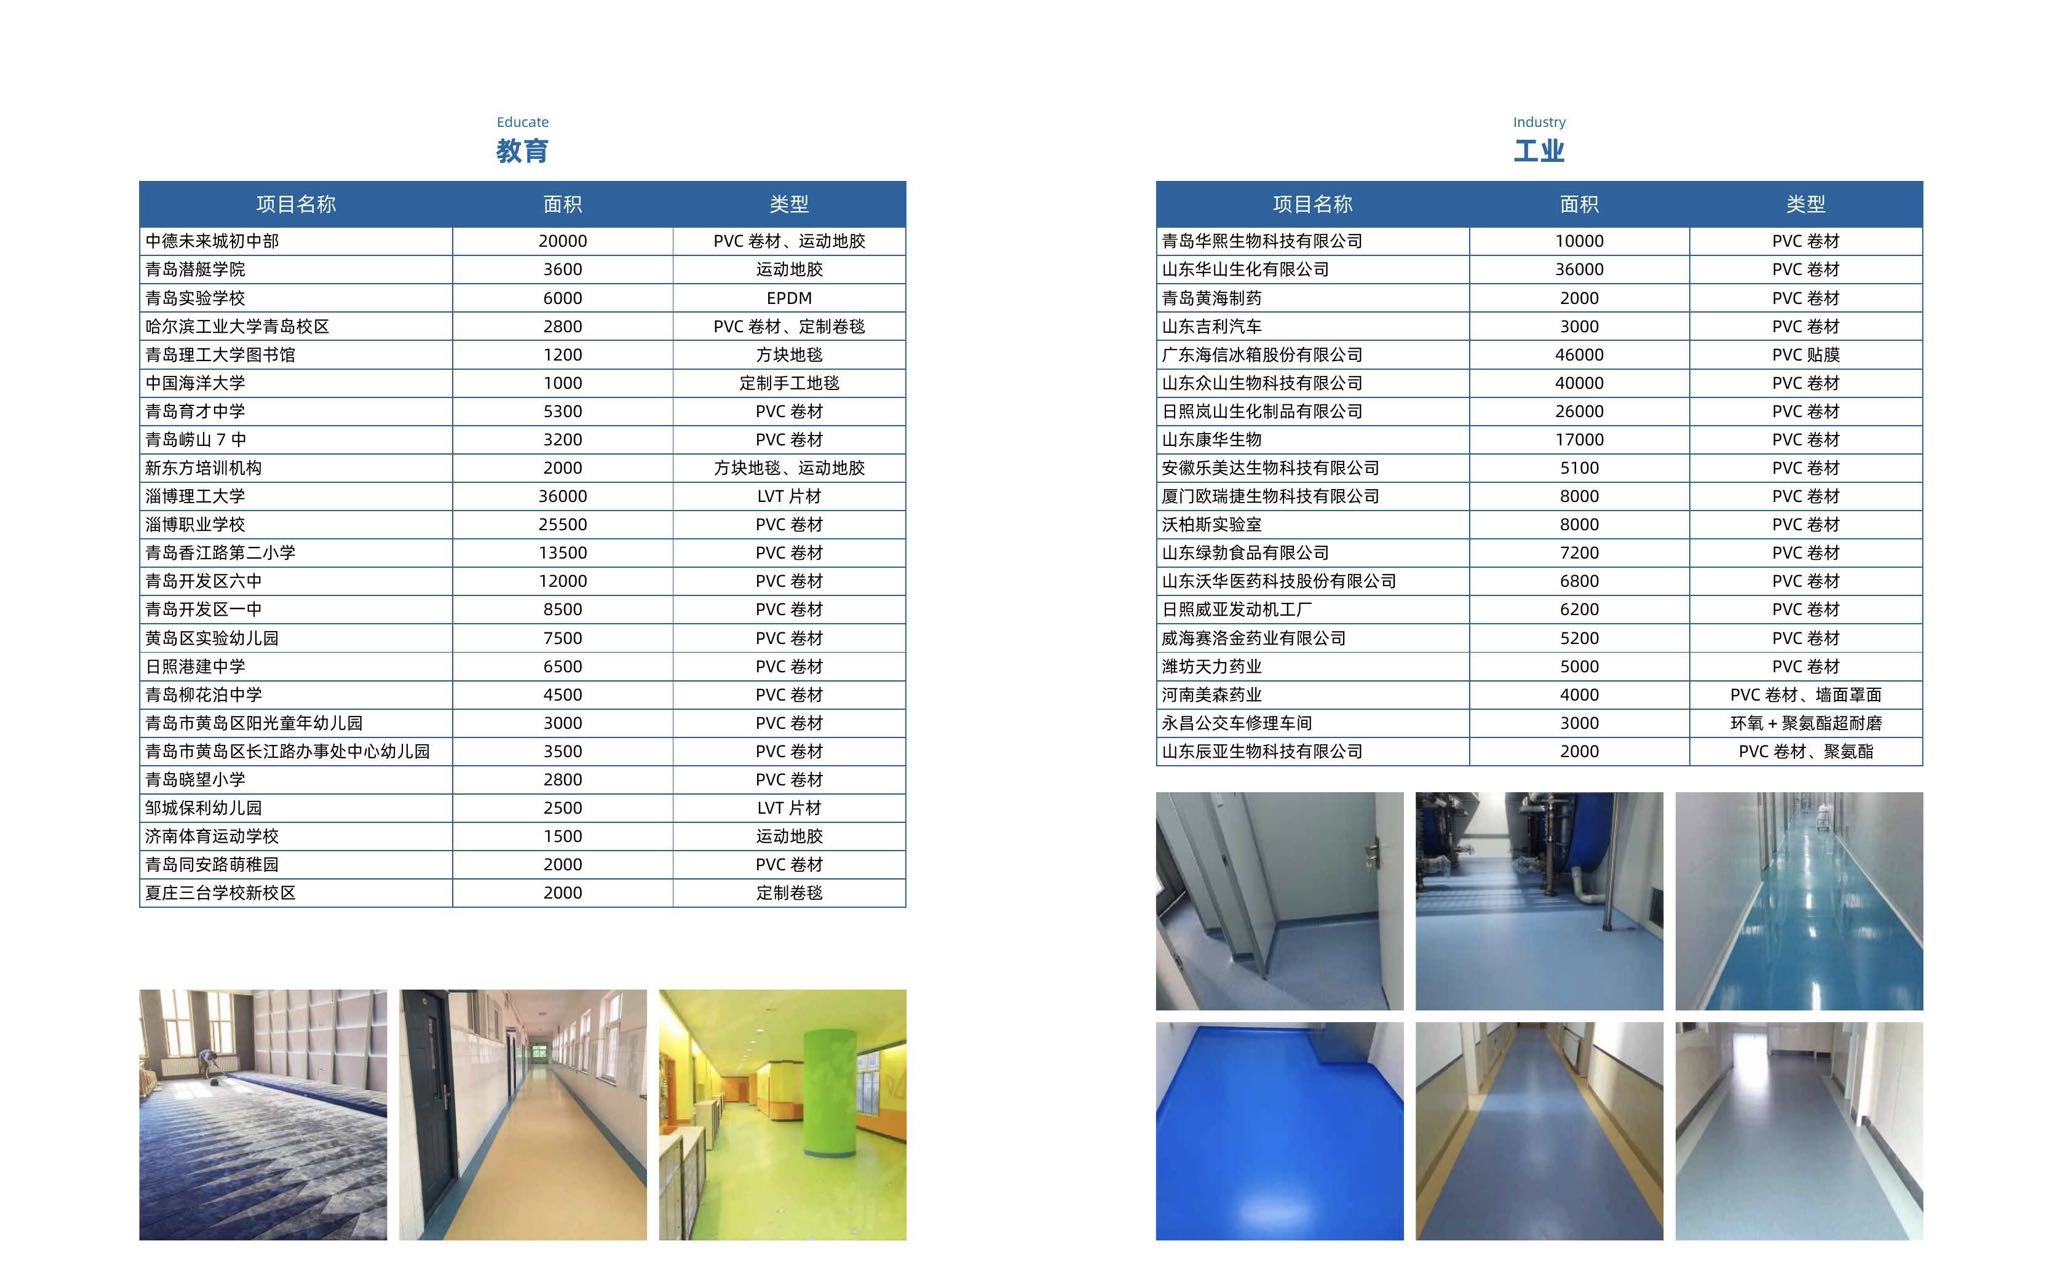 Educate
教育
项目名称 面积 类型
中德未来城初中部 20000 PVC 卷材、运动地胶
青岛潜艇学院 3600 运动地胶
青岛实验学校 6000 EPDM
哈尔滨工业大学青岛校区 2800 PVC 卷材、定制卷毯
青岛理工大学图书馆 1200 方块地毯
中国海洋大学 1000 定制手工地毯
青岛育才中学 5300 PVC 卷材
青岛崂山 7 中 3200 PVC 卷材
新东方培训机构 2000 方块地毯、运动地胶
淄博理工大学 36000 LVT 片材
淄博职业学校 25500 PVC 卷材
青岛香江路第二小学 13500 PVC 卷材
青岛开发区六中 12000 PVC 卷材
青岛开发区一中 8500 PVC 卷材
黄岛区实验幼儿园 7500 PVC 卷材
日照港建中学 6500 PVC 卷材
青岛柳花泊中学 4500 PVC 卷材
青岛市黄岛区阳光童年幼儿园 3000 PVC 卷材
青岛市黄岛区长江路办事处中心幼儿园 3500 PVC 卷材
青岛晓望小学 2800 PVC 卷材
邹城保利幼儿园 2500 LVT 片材
济南体育运动学校 1500 运动地胶
青岛同安路萌稚园 2000 PVC 卷材
夏庄三台学校新校区 2000 定制卷毯
Industry
工业
项目名称 面积 类型
青岛华熙生物科技有限公司 10000 PVC 卷材
山东华山生化有限公司 36000 PVC 卷材
青岛黄海制药 2000 PVC 卷材
山东吉利汽车 3000 PVC 卷材
广东海信冰箱股份有限公司 46000 PVC 贴膜
山东众山生物科技有限公司 40000 PVC 卷材
日照岚山生化制品有限公司 26000 PVC 卷材
山东康华生物 17000 PVC 卷材
安徽乐美达生物科技有限公司 5100 PVC 卷材
厦门欧瑞捷生物科技有限公司 8000 PVC 卷材
沃柏斯实验室 8000 PVC 卷材
山东绿勃食品有限公司 7200 PVC 卷材
山东沃华医药科技股份有限公司 6800 PVC 卷材
日照威亚发动机工厂 6200 PVC 卷材
威海赛洛金药业有限公司 5200 PVC 卷材
潍坊天力药业 5000 PVC 卷材
河南美森药业 4000 PVC 卷材、墙面罩面
永昌公交车修理车间 3000 环氧 + 聚氨酯超耐磨
山东辰亚生物科技有限公司 2000 PVC 卷材、聚氨酯